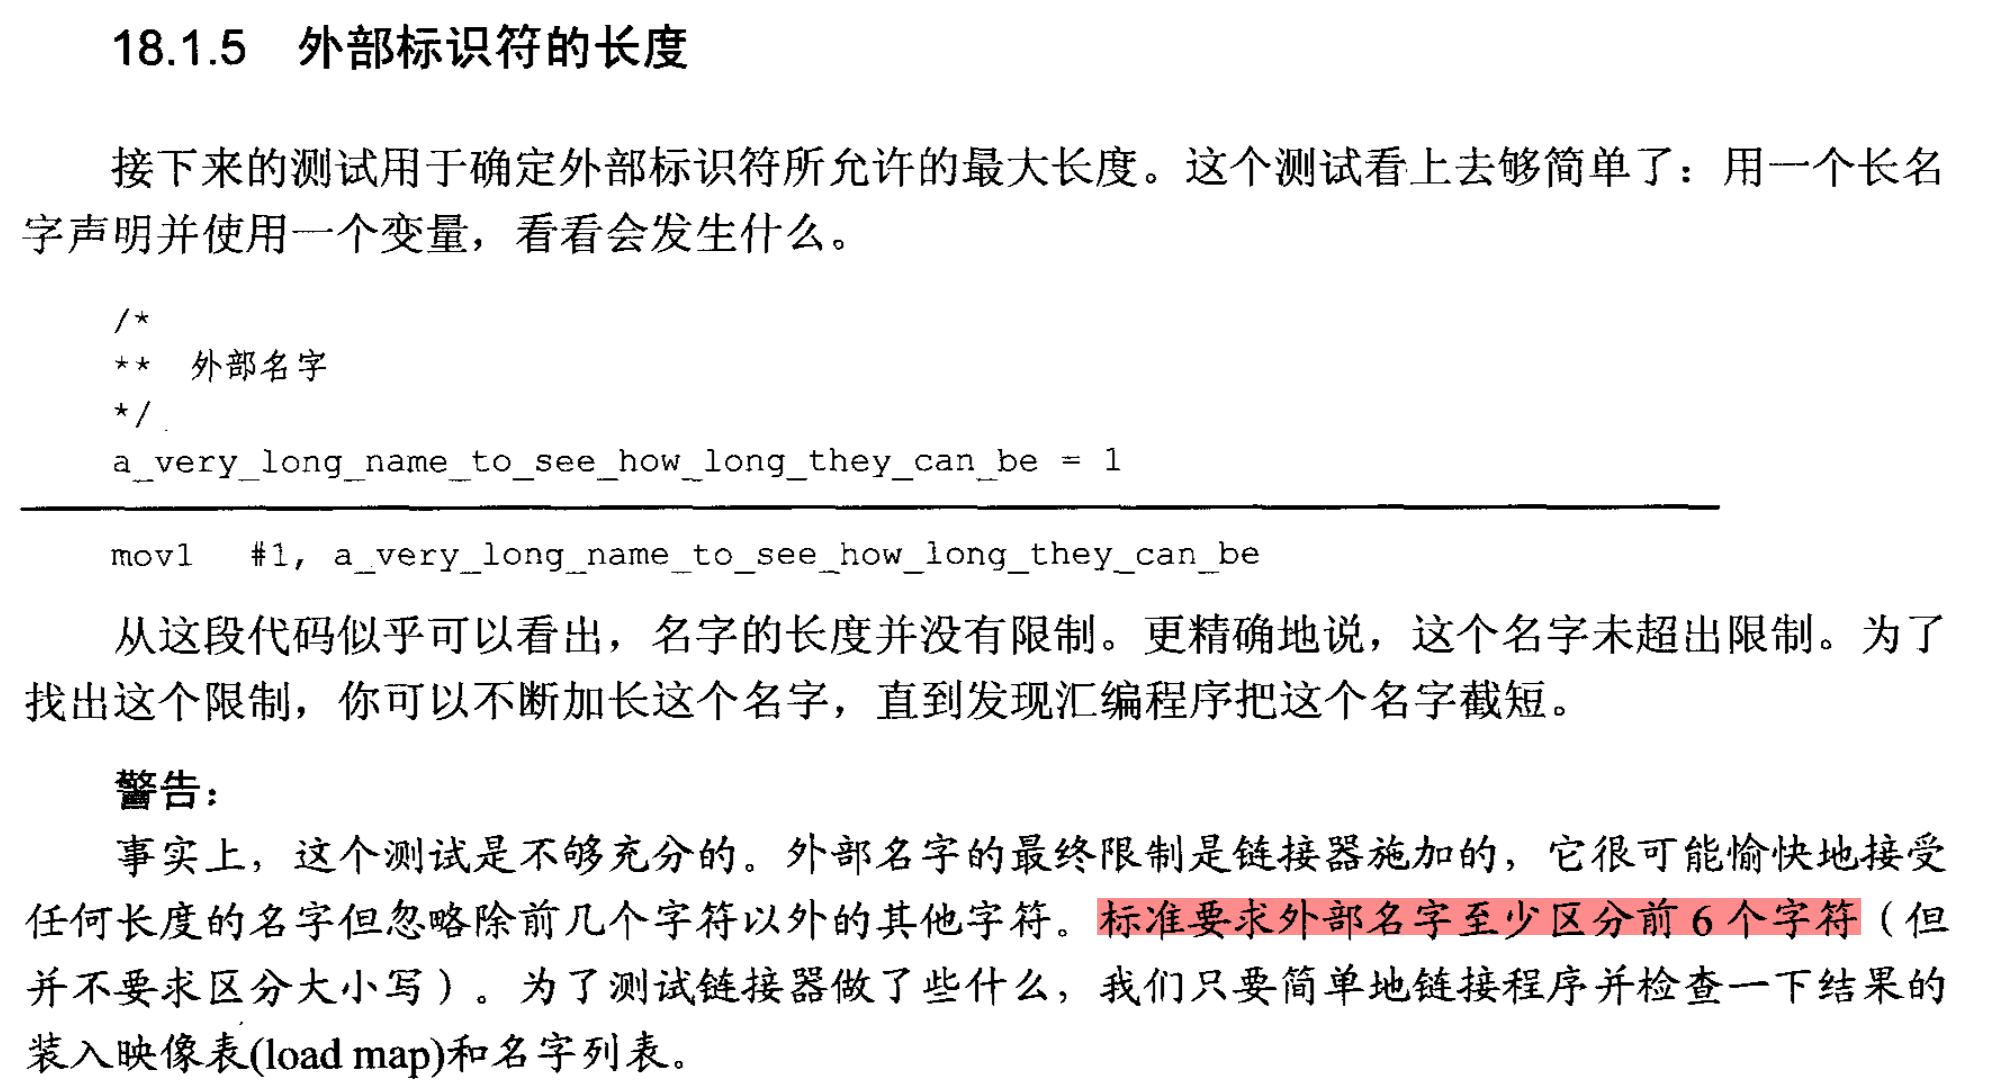 18.1.5 外部标识符的长度
接下来的测试用于确定外部标识符所允许的最大长度。这个测试看上去够简单了：用一个长名
字声明并使用一个变量，看看会发生什么。
/*
** 外部名字
*/
a_very_long_name_to_see_how_long_they_can_be = 1
movl #1, a_very_long_name_to_see_how_long_they_can_be
从这段代码似乎可以看出，名字的长度并没有限制。更精确地说，这个名字未超出限制。为了
找出这个限制，你可以不断加长这个名字，直到发现汇编程序把这个名字截短。
警告：
事实上，这个测试是不够充分的。外部名字的最终限制是链接器施加的，它很可能愉快地接受
任何长度的名字但忽略除前几个字符以外的其他字符。标准要求外部名字至少区分前 6 个字符（但
并不要求区分大小写）。为了测试链接器做了些什么，我们只要简单地链接程序并检查一下结果的
装入映像表(load map)和名字列表。